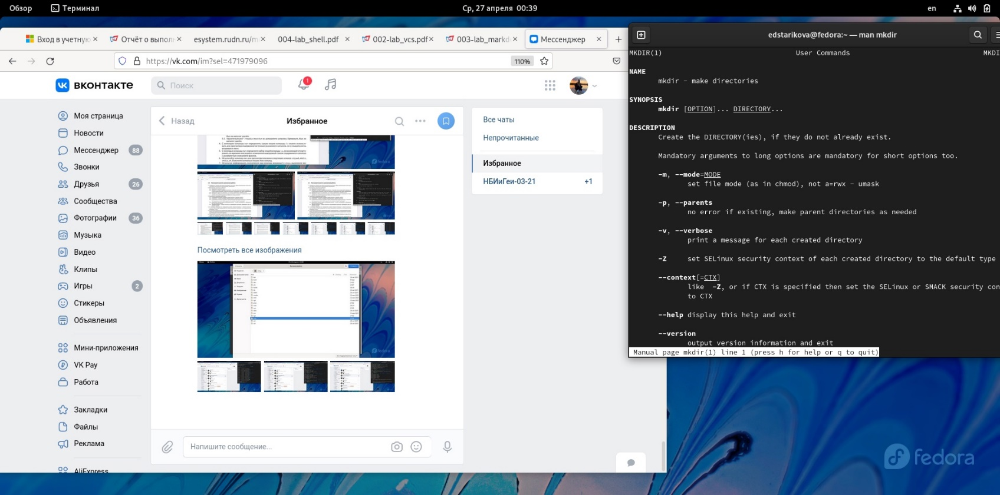 Обзор
Терминал
Ср, 27 апреля 00:39
en
Вход в учетную
Отчёт о выполн
esystem.rudn.ru/m
004-lab_shell.pdf
002-lab_vcs.pdf
003-lab_markd
Мессенджер
https://vk.com/im?sel=471979096
110%
вконтакте
Поиск
1
Моя страница
Новости
Мессенджер 88
Звонки
Друзья 26
Сообщества
Фотографии 36
Музыка
Видео
Клипы
Игры 2
Стикеры
Объявления
Мини-приложения
VK Pay
Работа
Закладки
Файлы
Реклама
AliExpress
Назад
Избранное
Посмотреть все изображения
Напишите сообщение...
Все чаты
Непрочитанные
Избранное
НБИиГеи-03-21 +1
edstarikova@fedora:~ — man mkdir
MKDIR(1) User Commands MKDI
NAME
mkdir - make directories
SYNOPSIS
mkdir [OPTION]... DIRECTORY...
DESCRIPTION
Create the DIRECTORY(ies), if they do not already exist.
Mandatory arguments to long options are mandatory for short options too.
-m, --mode=MODE
set file mode (as in chmod), not a=rwx - umask
-p, --parents
no error if existing, make parent directories as needed
-v, --verbose
print a message for each created directory
-Z set SELinux security context of each created directory to the default type
--context[=CTX]
like -Z, or if CTX is specified then set the SELinux or SMACK security con
to CTX
--help display this help and exit
--version
output version information and exit
Manual page mkdir(1) line 1 (press h for help or q to quit)
fedora